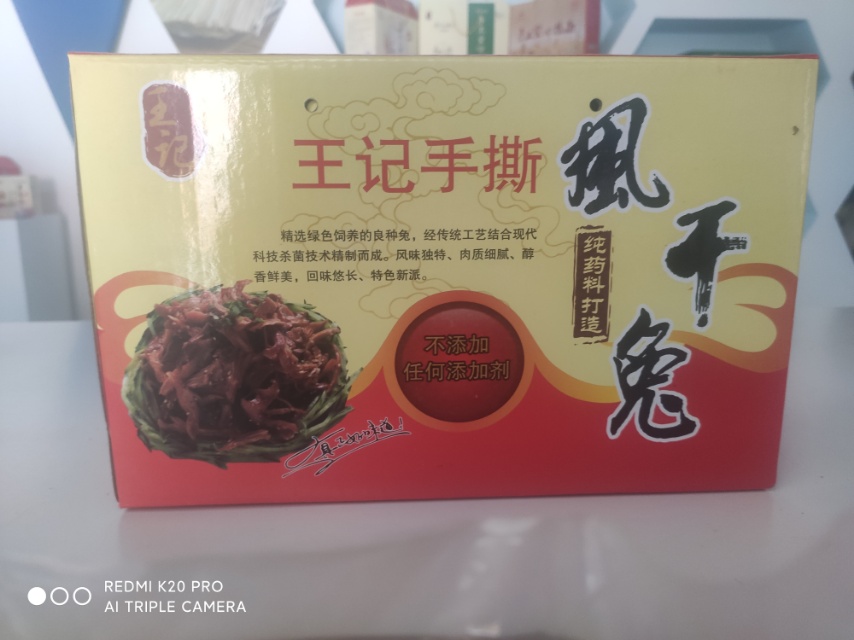 王记
王记手撕
風干兔
纯药料打造
精选绿色饲养的良种兔，经传统工艺结合现代
科技杀菌技术精制而成。风味独特、肉质细腻、醇
香鲜美，回味悠长、特色新派。
不添加
任何添加剂
REDMI K20 PRO
AI TRIPLE CAMERA